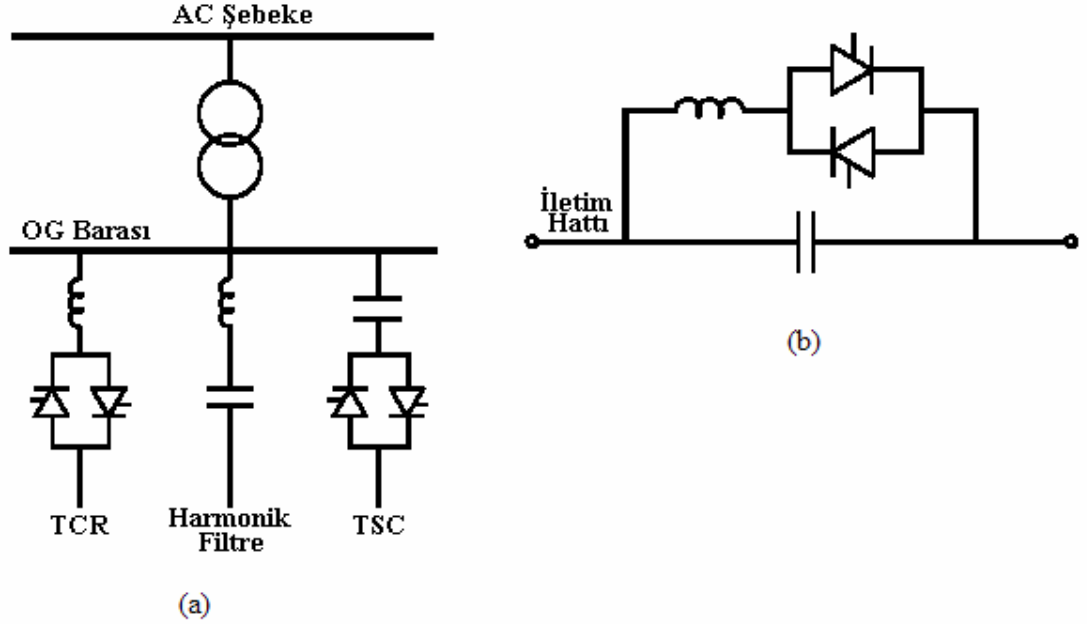 AC Şebeke
OG Barası
TCR
Harmonik
Filtre
TSC
(a)
İletim
Hattı
(b)